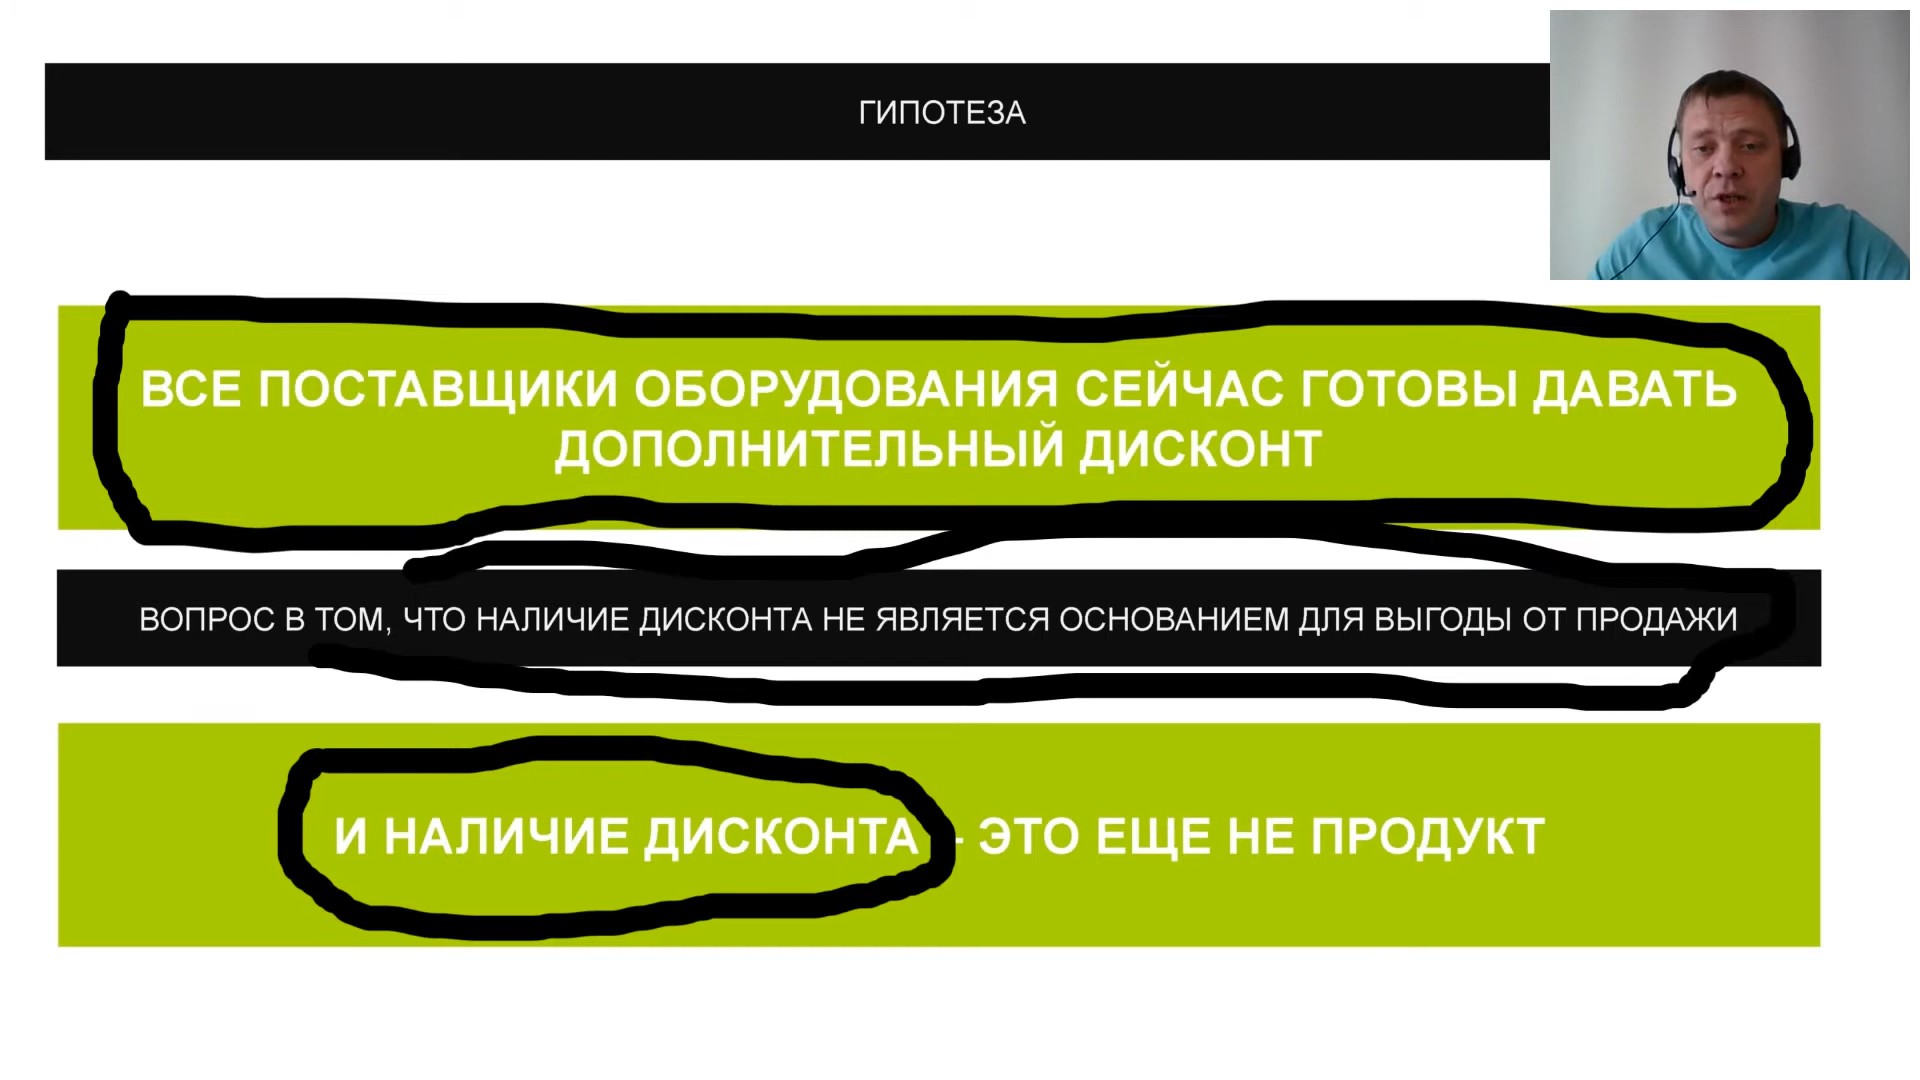 ГИПОТЕЗА
ВСЕ ПОСТАВЩИКИ ОБОРУДОВАНИЯ СЕЙЧАС ГОТОВЫ ДАВАТЬ
ДОПОЛНИТЕЛЬНЫЙ ДИСКОНТ
ВОПРОС В ТОМ, ЧТО НАЛИЧИЕ ДИСКОНТА НЕ ЯВЛЯЕТСЯ ОСНОВАНИЕМ ДЛЯ ВЫГОДЫ ОТ ПРОДАЖИ
И НАЛИЧИЕ ДИСКОНТА - ЭТО ЕЩЕ НЕ ПРОДУКТ